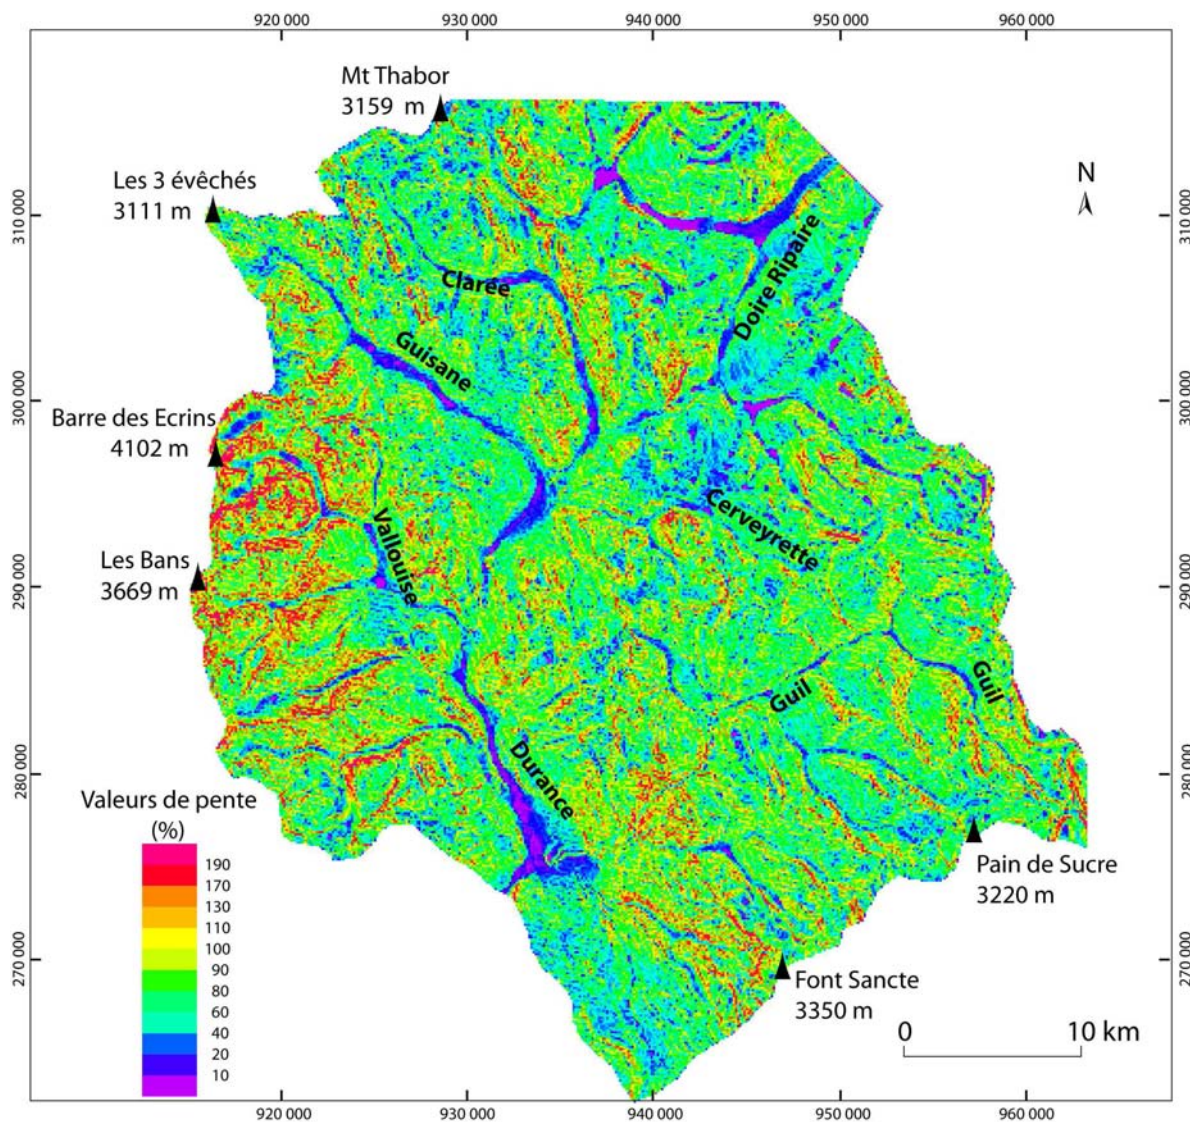 920 000
930 000
940 000
950 000
960 000
Mt Thabor
3159 m
Les 3 évêchés
3111 m
N
310 000
310 000
Doire Ripaire
Clarée
Guisane
300 000
300 000
Barre des Ecrins
4102 m
Cerveyrette
Vallouise
Les Bans
3669 m
290 000
290 000
Guil
Guil
Durance
280 000
280 000
Valeurs de pente
(%)
190
170
130
110
100
90
80
60
40
20
10
Pain de Sucre
3220 m
270 000
270 000
Font Sancte
3350 m
0
10 km
920 000
930 000
940 000
950 000
960 000